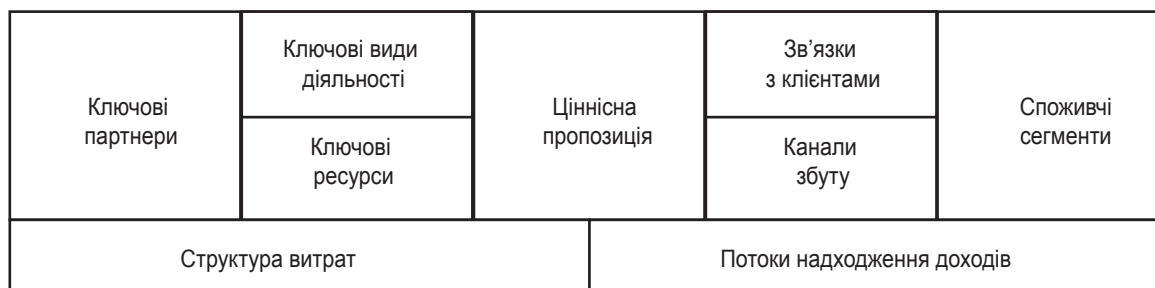 Ключові
партнери
Ключові види
діяльності
Ключові
ресурси
Ціннісна
пропозиція
Зв’язки
з клієнтами
Канали
збуту
Споживчі
сегменти
Структура витрат
Потоки надходження доходів